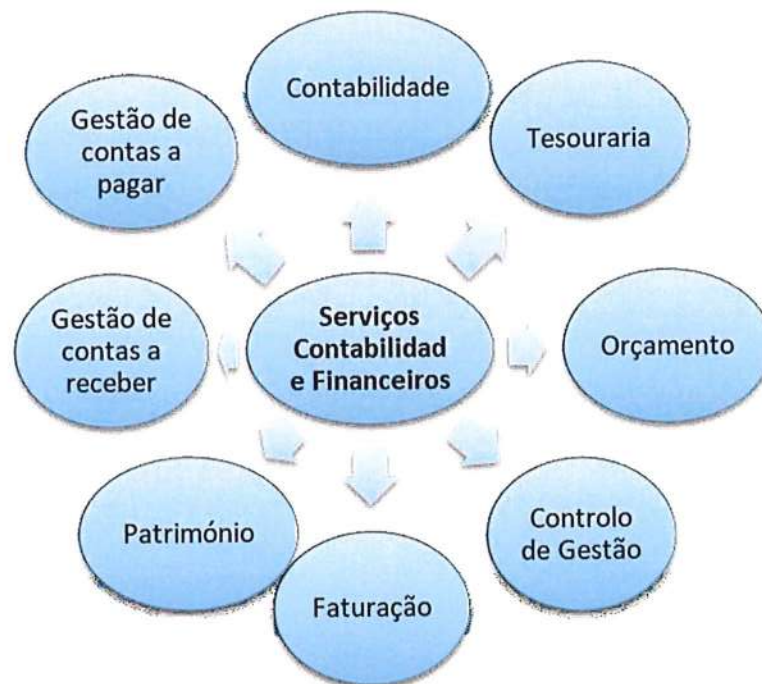 Contabilidade
Tesouraria
Gestão de
contas a
pagar
Serviços
Contabilidad
e Financeiros
Gestão de
contas a
receber
Orçamento
Património
Controlo
de Gestão
Faturação